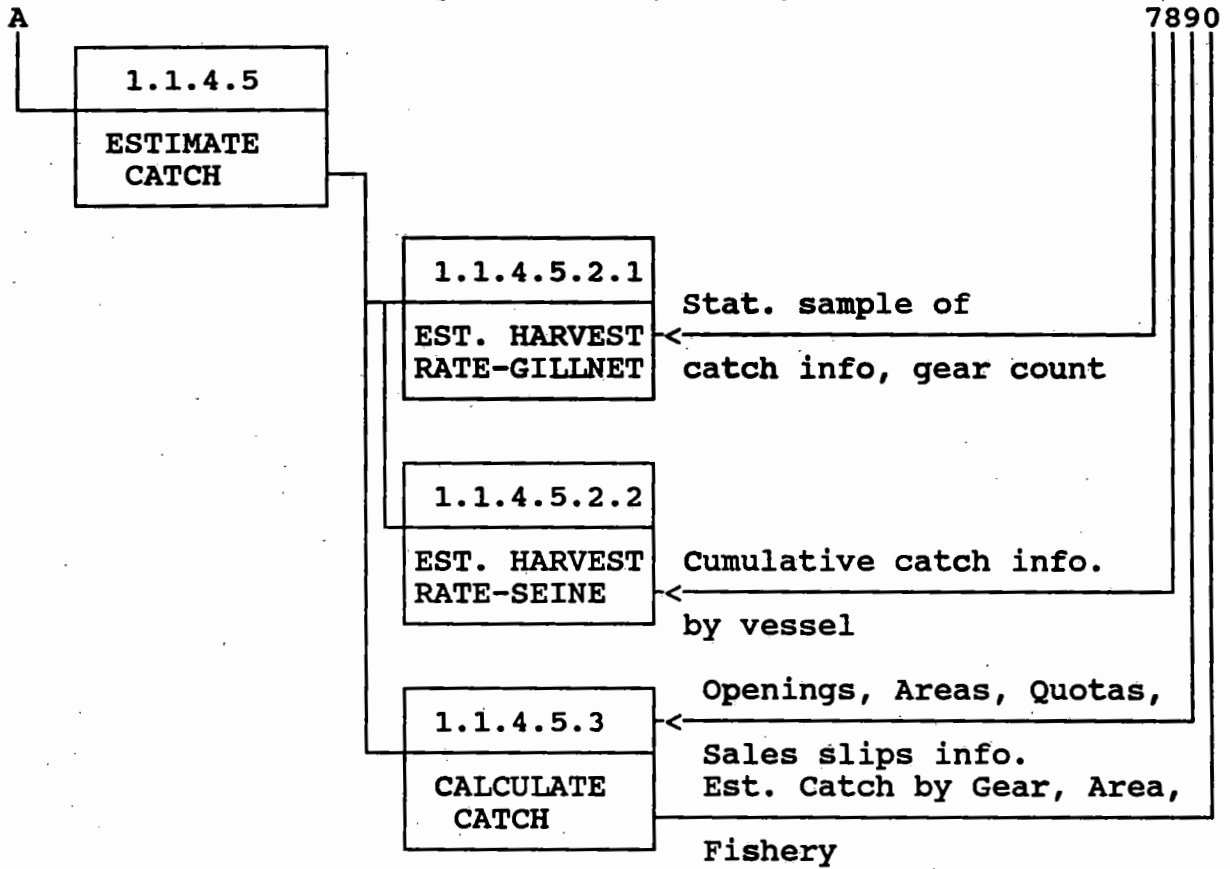 A 7890
1.1.4.5
ESTIMATE
CATCH
1.1.4.5.2.1
EST. HARVEST
RATE-GILLNET
Stat. sample of
catch info, gear count
1.1.4.5.2.2
EST. HARVEST
RATE-SEINE
Cumulative catch info.
by vessel
1.1.4.5.3
CALCULATE
CATCH
Openings, Areas, Quotas,
Sales slips info.
Est. Catch by Gear, Area,
Fishery